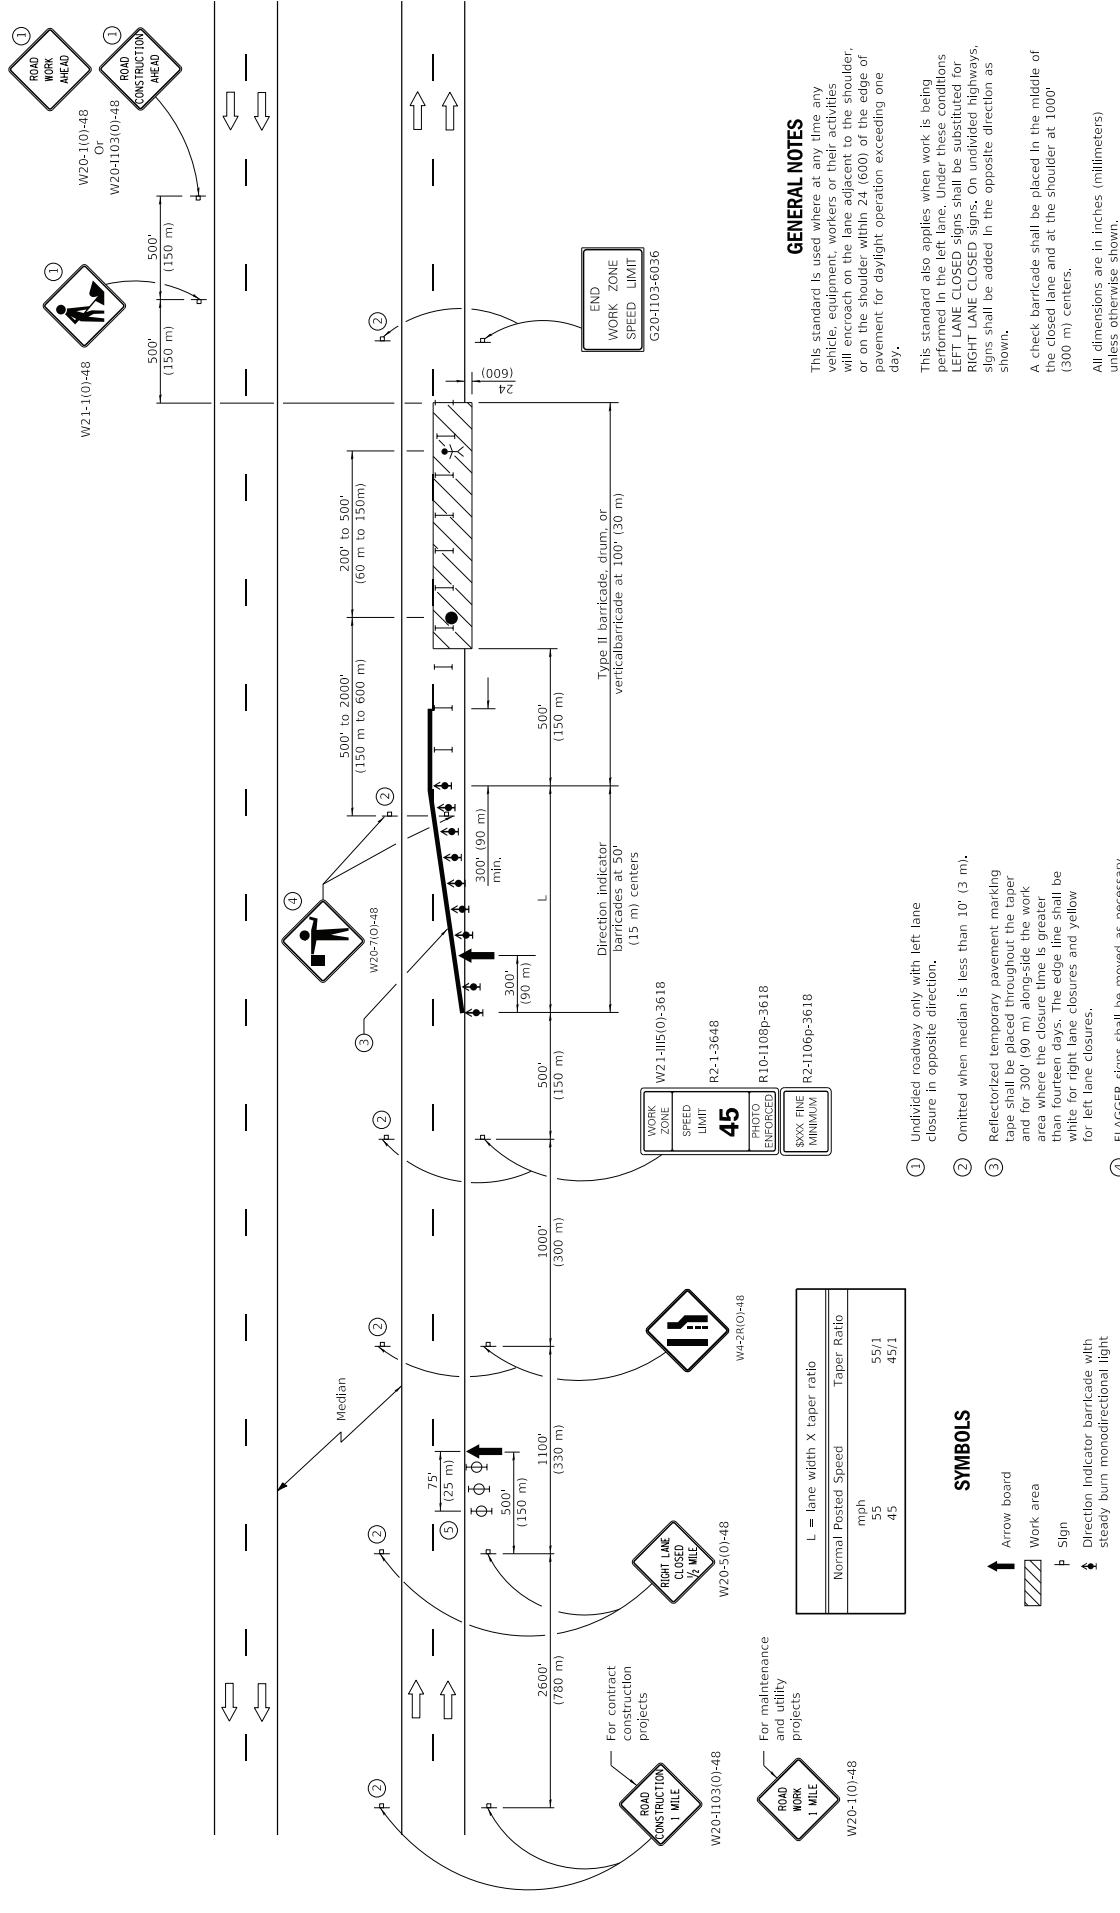 ROAD
WORK
AHEAD
1
W20-1(0)-48
Or
W20-I103(0)-48
ROAD
CONSTRUCTION
AHEAD
1
1
W21-1(0)-48
500'
(150 m)
500'
(150 m)
2
END
WORK ZONE
SPEED LIMIT
G20-I103-6036
24
(600)
200' to 500'
(60 m to 150m)
500' to 2000'
(150 m to 600 m)
Type II barricade, drum, or
verticalbarricade at 100' (30 m)
500'
(150 m)
2
4
W20-7(O)-48
3
300' (90 m)
min.
L
Direction indicator
barricades at 50'
(15 m) centers
300'
(90 m)
500'
(150 m)
2
WORK
ZONE
SPEED
LIMIT
45
PHOTO
ENFORCED
$XXX FINE
MINIMUM
W21-III5(0)-3618
R2-1-3648
R10-I108p-3618
R2-I106p-3618
1000'
(300 m)
2
W4-2R(O)-48
Median
1100'
(330 m)
75'
(25 m)
5
500'
(150 m)
2
RIGHT LANE
CLOSED
1/2 MILE
W20-5(0)-48
2600'
(780 m)
2
For contract
construction
projects
ROAD
CONSTRUCTION
1 MILE
W20-I103(0)-48
For maintenance
and utility
projects
ROAD
WORK
1 MILE
W20-1(0)-48
L = lane width X taper ratio
Normal Posted Speed Taper Ratio
mph
55 55/1
45 45/1
SYMBOLS
Arrow board
Work area
Sign
Direction indicator barricade with
steady burn monodirectional light
1 Undivided roadway only with left lane
closure in opposite direction.
2 Omitted when median is less than 10' (3 m).
3 Reflectorized temporary pavement marking
tape shall be placed throughout the taper
and for 300' (90 m) along-side the work
area where the closure time is greater
than fourteen days. The edge line shall be
white for right lane closures and yellow
for left lane closures.
4 FLAGGER signs shall be moved as necessary
GENERAL NOTES
This standard is used where at any time any
vehicle, equipment, workers or their activities
will encroach on the lane adjacent to the shoulder,
or on the shoulder within 24 (600) of the edge of
pavement for daylight operation exceeding one
day.
This standard also applies when work is being
performed in the left lane. Under these conditions
LEFT LANE CLOSED signs shall be substituted for
RIGHT LANE CLOSED signs. On undivided highways,
signs shall be added in the opposite direction as
shown.
A check barricade shall be placed in the middle of
the closed lane and at the shoulder at 1000'
(300 m) centers.
All dimensions are in inches (millimeters)
unless otherwise shown.